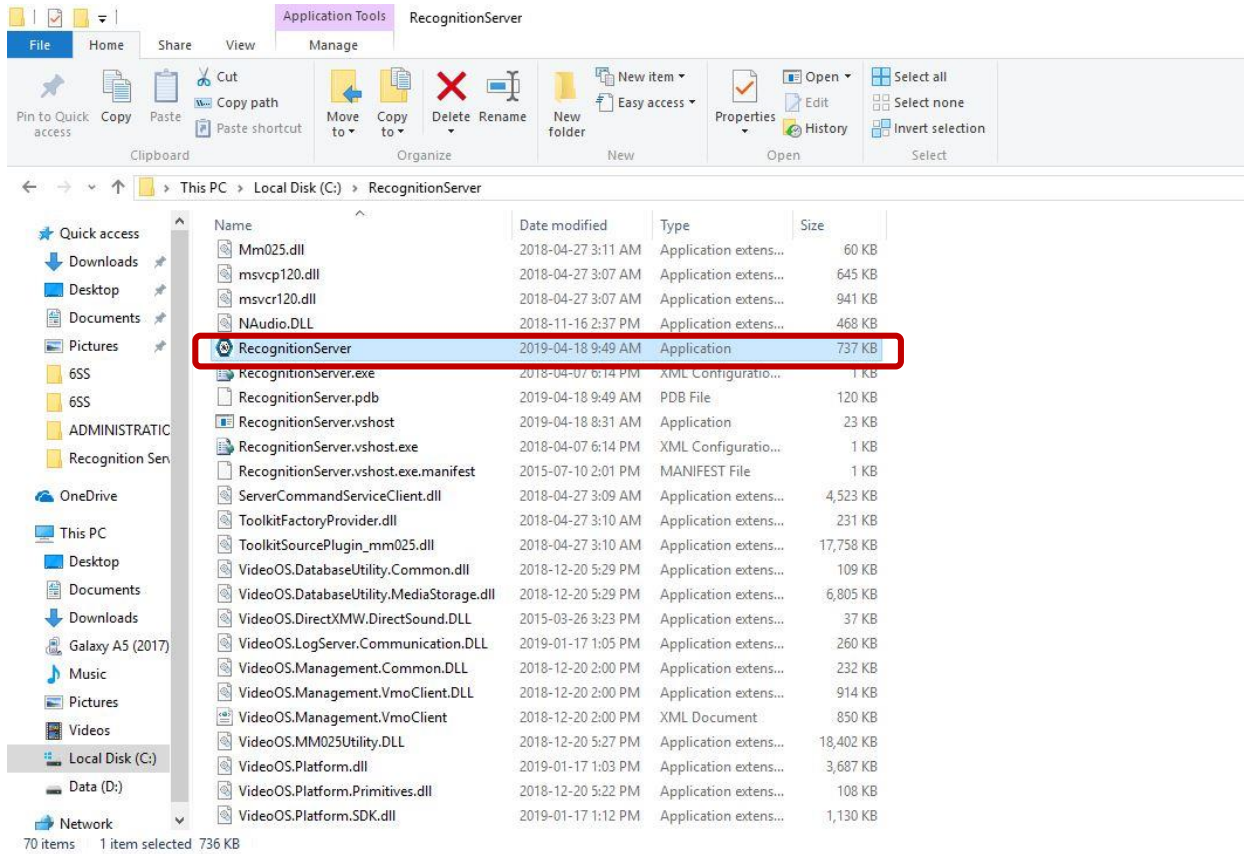 Application Tools RecognitionServer
File Home Share View Manage
Pin to Quick access
Copy
Paste
Cut
Copy path
Paste shortcut
Clipboard
Move to
Copy to
Delete
Rename
Organize
New folder
New item
Easy access
New
Properties
Open
Edit
History
Open
Select all
Select none
Invert selection
Select
This PC > Local Disk (C:) > RecognitionServer
Quick access
Downloads
Desktop
Documents
Pictures
6SS
6SS
ADMINISTRATIC
Recognition Serv
OneDrive
This PC
Desktop
Documents
Downloads
Galaxy A5 (2017)
Music
Pictures
Videos
Local Disk (C:)
Data (D:)
Network
Name Date modified Type Size
Mm025.dll 2018-04-27 3:11 AM Application extens... 60 KB
msvcp120.dll 2018-04-27 3:07 AM Application extens... 645 KB
msvcr120.dll 2018-04-27 3:07 AM Application extens... 941 KB
NAudio.DLL 2018-11-16 2:37 PM Application extens... 468 KB
RecognitionServer 2019-04-18 9:49 AM Application 737 KB
RecognitionServer.exe 2018-04-07 6:14 PM XML Configuratio... 1 KB
RecognitionServer.pdb 2019-04-18 9:49 AM PDB File 120 KB
RecognitionServer.vshost 2019-04-18 8:31 AM Application 23 KB
RecognitionServer.vshost.exe 2018-04-07 6:14 PM XML Configuratio... 1 KB
RecognitionServer.vshost.exe.manifest 2015-07-10 2:01 PM MANIFEST File 1 KB
ServerCommandServiceClient.dll 2018-04-27 3:09 AM Application extens... 4,523 KB
ToolkitFactoryProvider.dll 2018-04-27 3:10 AM Application extens... 231 KB
ToolkitSourcePlugin_mm025.dll 2018-04-27 3:10 AM Application extens... 17,758 KB
VideoOS.DatabaseUtility.Common.dll 2018-12-20 5:29 PM Application extens... 109 KB
VideoOS.DatabaseUtility.MediaStorage.dll 2018-12-20 5:29 PM Application extens... 6,805 KB
VideoOS.DirectXMW.DirectSound.DLL 2015-03-26 3:23 PM Application extens... 37 KB
VideoOS.LogServer.Communication.DLL 2019-01-17 1:05 PM Application extens... 260 KB
VideoOS.Management.Common.DLL 2018-12-20 2:00 PM Application extens... 232 KB
VideoOS.Management.VmoClient.DLL 2018-12-20 2:00 PM Application extens... 914 KB
VideoOS.Management.VmoClient 2018-12-20 2:00 PM XML Document 850 KB
VideoOS.MM025Utility.DLL 2018-12-20 5:27 PM Application extens... 18,402 KB
VideoOS.Platform.dll 2019-01-17 1:03 PM Application extens... 3,687 KB
VideoOS.Platform.Primitives.dll 2018-12-20 5:22 PM Application extens... 108 KB
VideoOS.Platform.SDK.dll 2019-01-17 1:12 PM Application extens... 1,130 KB
70 items 1 item selected 736 KB